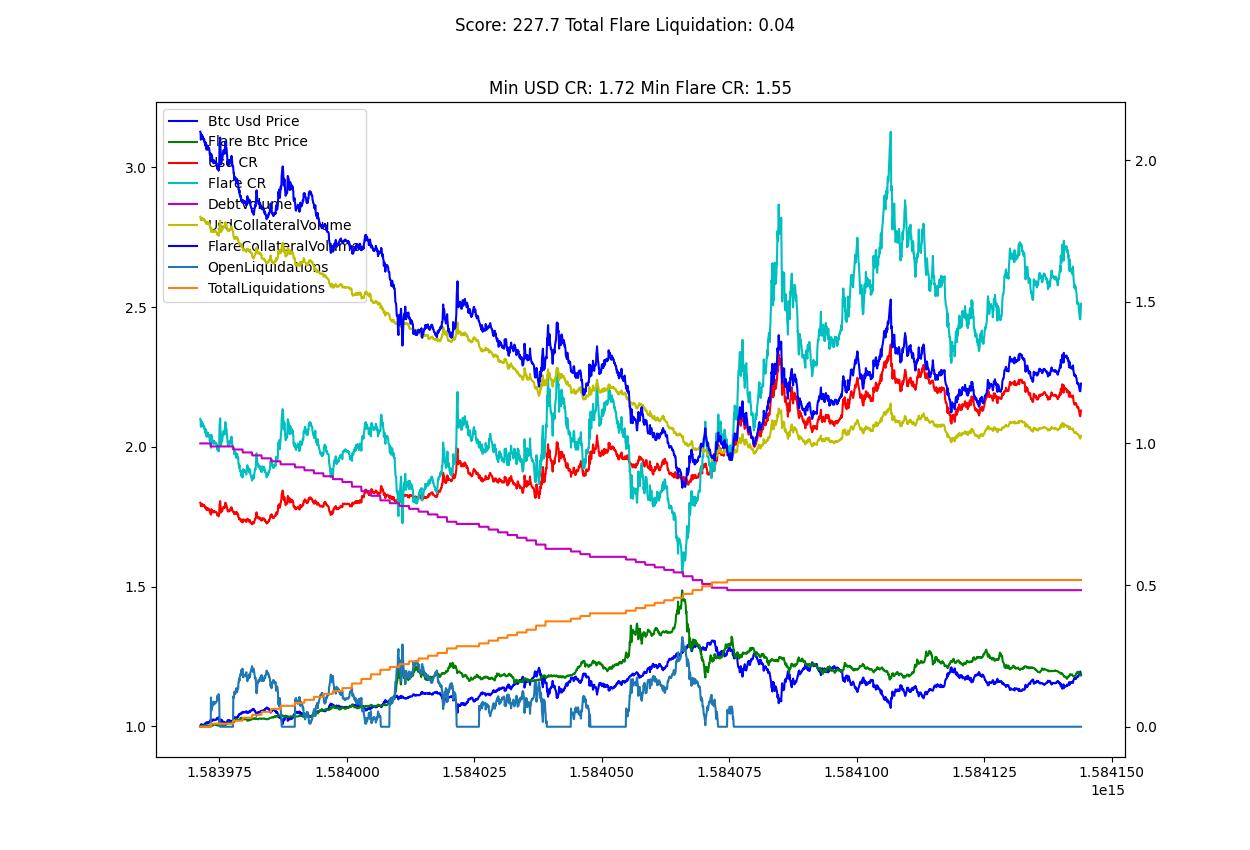 Score: 227.7 Total Flare Liquidation: 0.04
Min USD CR: 1.72 Min Flare CR: 1.55
Btc Usd Price
Flare Btc Price
Usd CR
Flare CR
DebtVolume
UsdCollateralVolume
FlareCollateralVolume
OpenLiquidations
TotalLiquidations
3.0
2.5
2.0
1.5
1.0
2.0
1.5
1.0
0.5
0.0
1.583975
1.584000
1.584025
1.584050
1.584075
1.584100
1.584125
1.584150
1e15